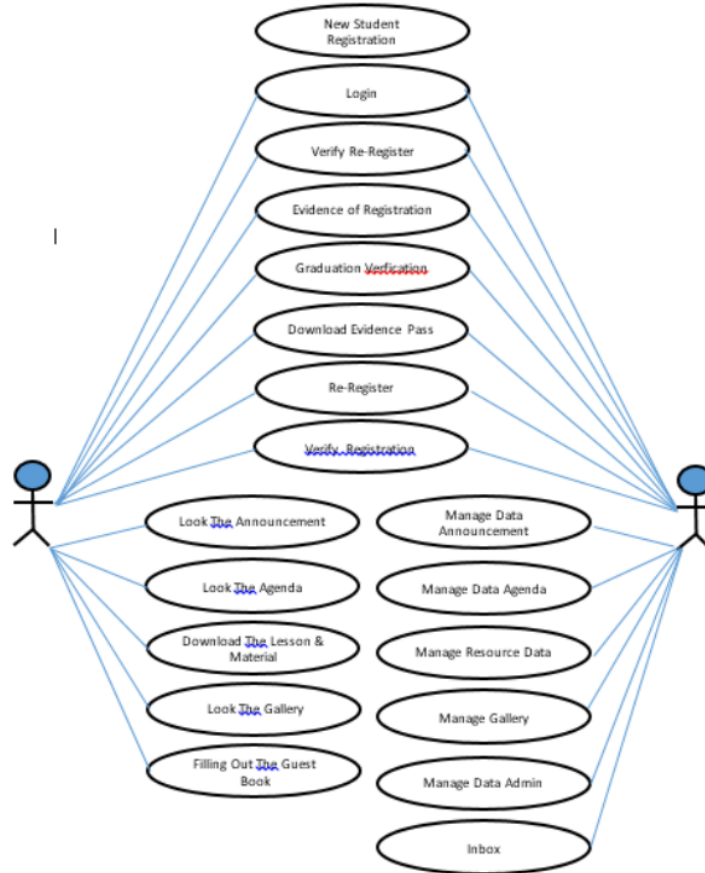 New Student
Registration
Login
Verify Re-Register
Evidence of Registration
Graduation Verfication
Download Evidence Pass
Re-Register
Verify Registration
Look The Announcement
Manage Data
Announcement
Look The Agenda
Manage Data Agenda
Download The Lesson &
Material
Manage Resource Data
Look The Gallery
Manage Gallery
Filling Out The Guest
Book
Manage Data Admin
Inbox